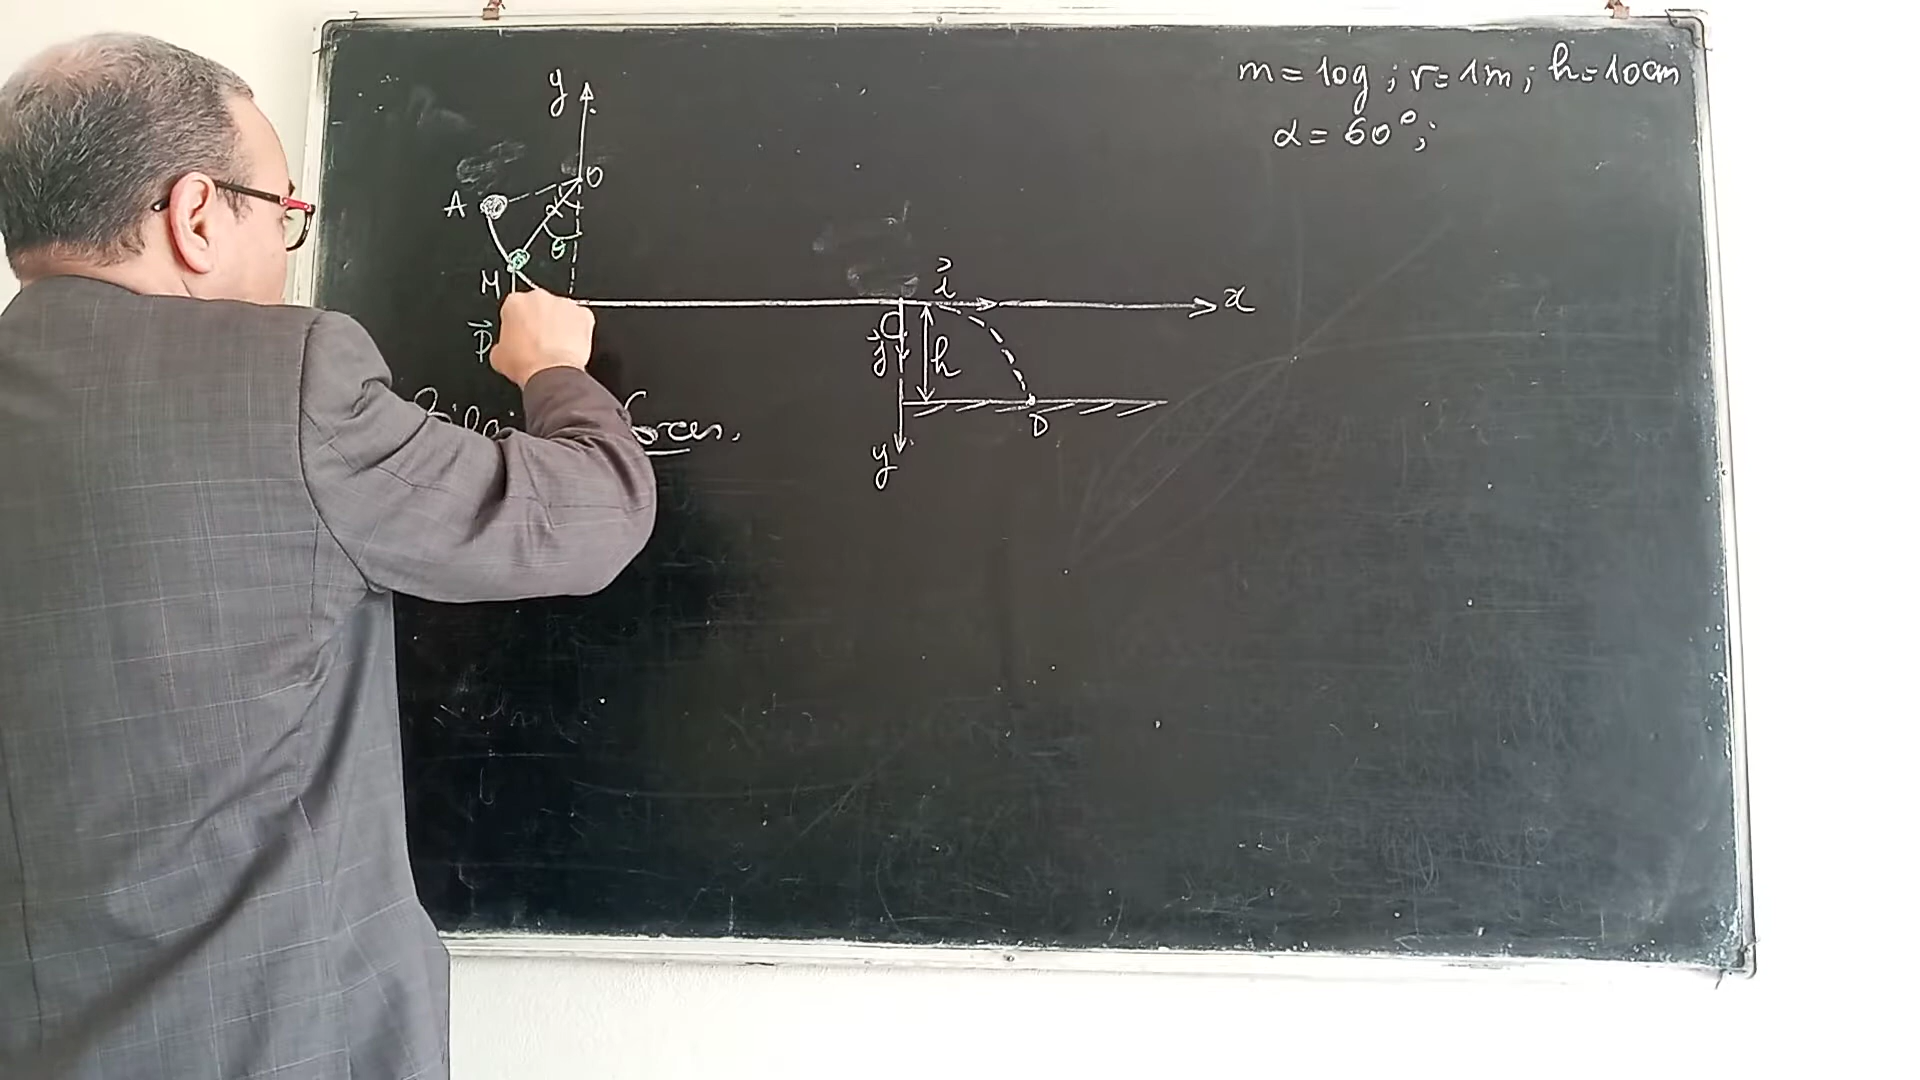 m = 10g ; r = 1m ; h = 10cm
α = 60° ;
y
O
A
α
θ
M
i
x
P
C
j
h
forces.
D
y